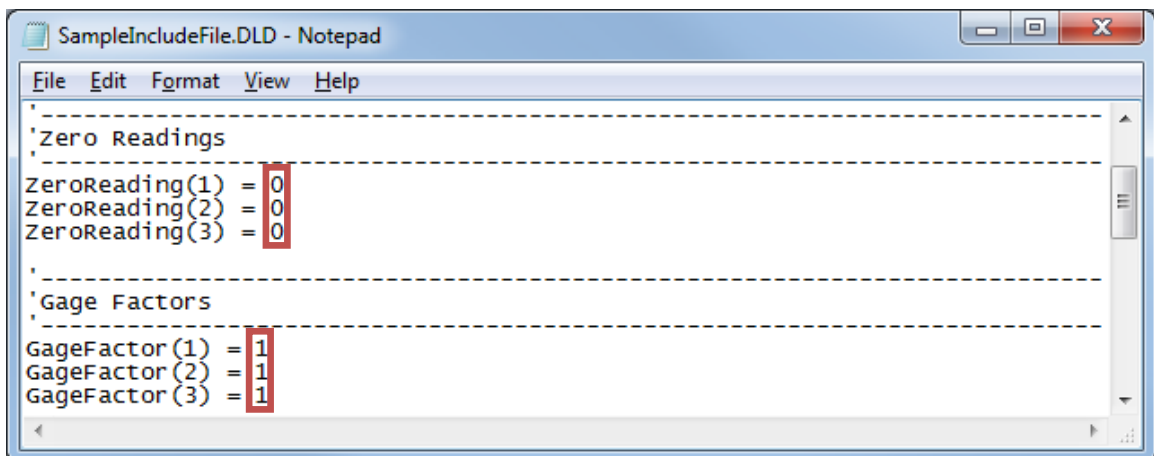 SampleIncludeFile.DLD - Notepad
File Edit Format View Help
'--------------------------------------------------------------------------
'Zero Readings
'--------------------------------------------------------------------------
ZeroReading(1) = 0
ZeroReading(2) = 0
ZeroReading(3) = 0
'--------------------------------------------------------------------------
'Gage Factors
'--------------------------------------------------------------------------
GageFactor(1) = 1
GageFactor(2) = 1
GageFactor(3) = 1